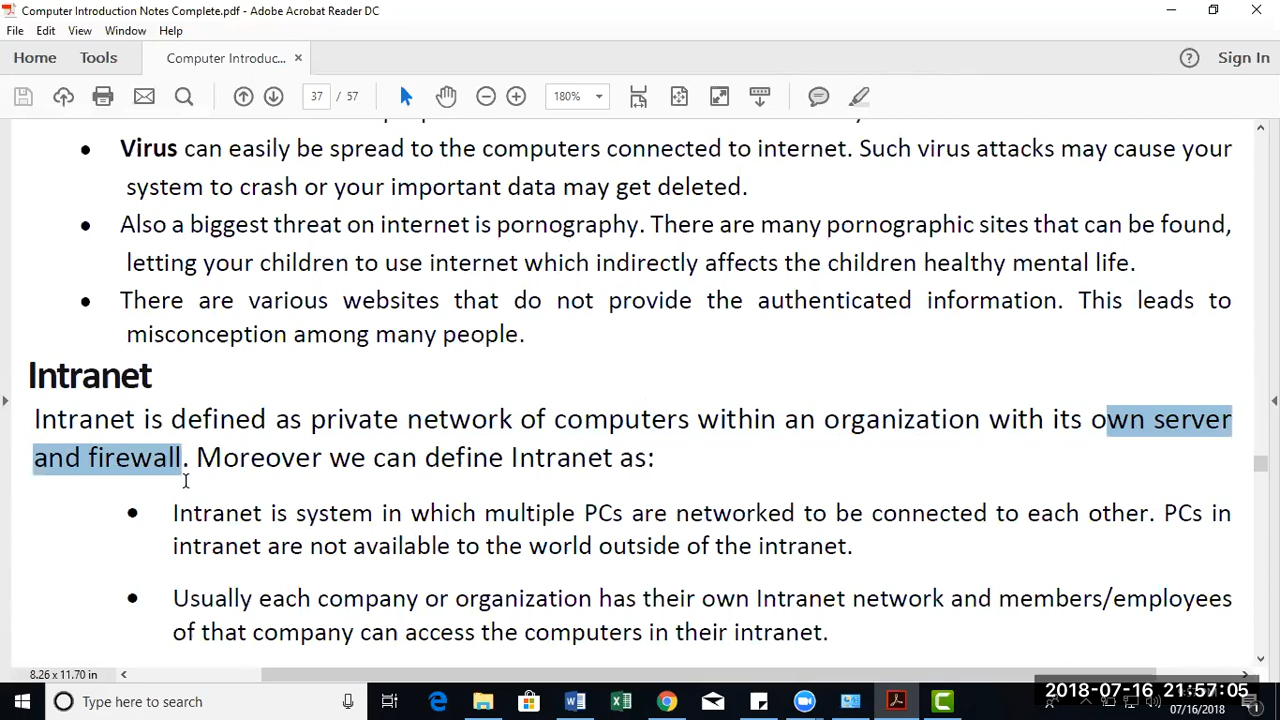 Computer Introduction Notes Complete.pdf - Adobe Acrobat Reader DC
File Edit View Window Help
Home Tools Computer Introduc... × Sign In
37 / 57 180%
Virus can easily be spread to the computers connected to internet. Such virus attacks may cause your
system to crash or your important data may get deleted.
Also a biggest threat on internet is pornography. There are many pornographic sites that can be found,
letting your children to use internet which indirectly affects the children healthy mental life.
There are various websites that do not provide the authenticated information. This leads to
misconception among many people.
Intranet
Intranet is defined as private network of computers within an organization with its own server
and firewall. Moreover we can define Intranet as:
Intranet is system in which multiple PCs are networked to be connected to each other. PCs in
intranet are not available to the world outside of the intranet.
Usually each company or organization has their own Intranet network and members/employees
of that company can access the computers in their intranet.
8.26 x 11.70 in
Type here to search
2018-07-16 21:57:05
07/16/2018